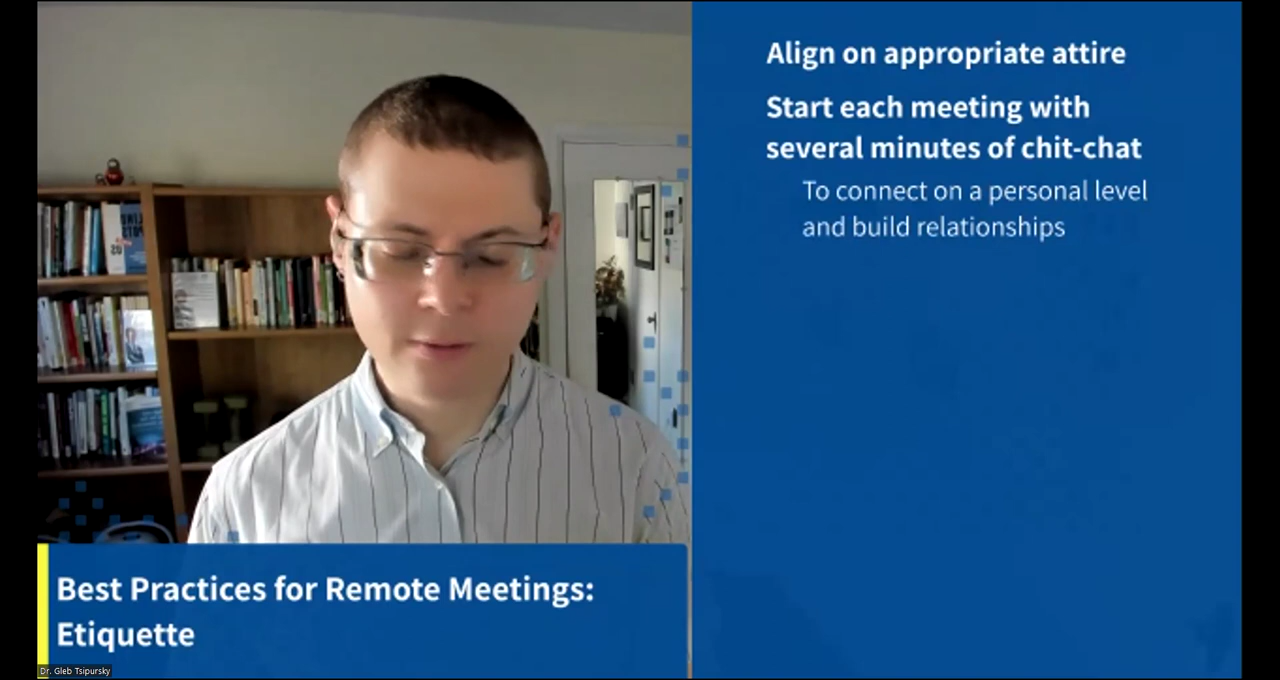 Align on appropriate attire
Start each meeting with
several minutes of chit-chat
To connect on a personal level
and build relationships
Best Practices for Remote Meetings:
Etiquette
Dr. Gleb Tsipursky